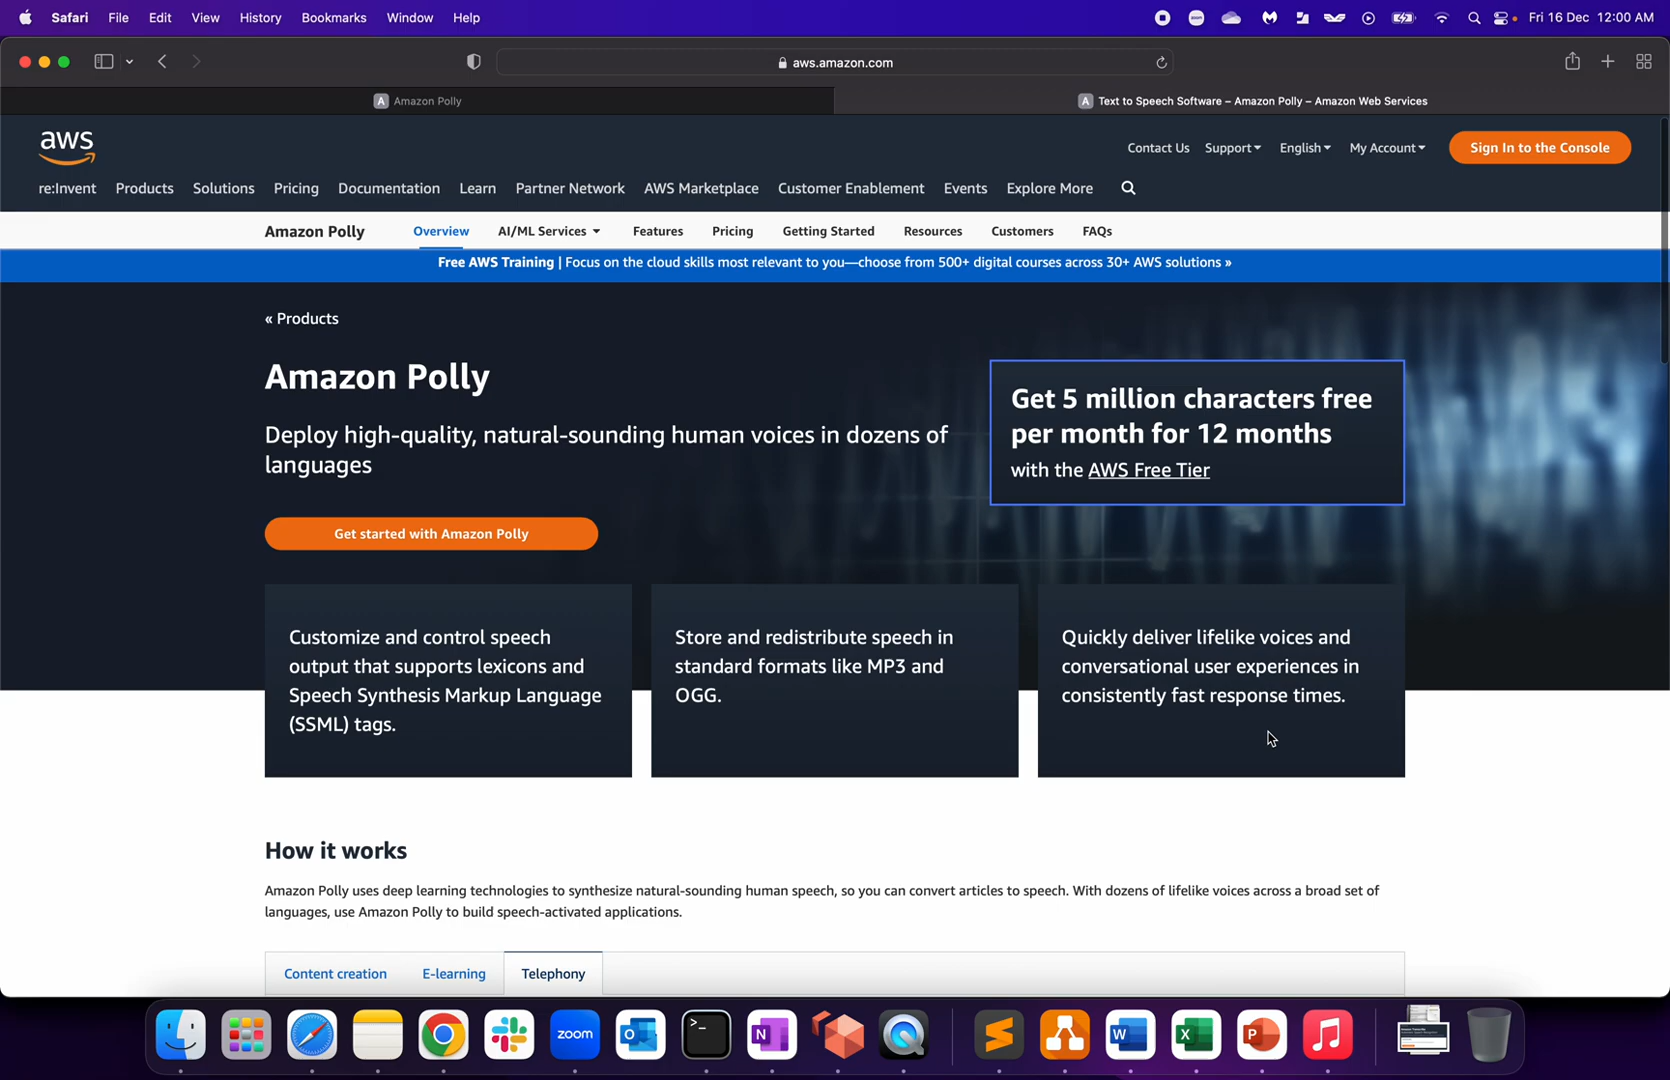 Safari File Edit View History Bookmarks Window Help
Fri 16 Dec 12:00 AM
aws.amazon.com
A Amazon Polly
A Text to Speech Software – Amazon Polly – Amazon Web Services
aws
Contact Us Support English My Account Sign In to the Console
re:Invent Products Solutions Pricing Documentation Learn Partner Network AWS Marketplace Customer Enablement Events Explore More
Amazon Polly Overview AI/ML Services Features Pricing Getting Started Resources Customers FAQs
Free AWS Training | Focus on the cloud skills most relevant to you—choose from 500+ digital courses across 30+ AWS solutions »
« Products
Amazon Polly
Deploy high-quality, natural-sounding human voices in dozens of
languages
Get started with Amazon Polly
Get 5 million characters free
per month for 12 months
with the AWS Free Tier
Customize and control speech
output that supports lexicons and
Speech Synthesis Markup Language
(SSML) tags.
Store and redistribute speech in
standard formats like MP3 and
OGG.
Quickly deliver lifelike voices and
conversational user experiences in
consistently fast response times.
How it works
Amazon Polly uses deep learning technologies to synthesize natural-sounding human speech, so you can convert articles to speech. With dozens of lifelike voices across a broad set of
languages, use Amazon Polly to build speech-activated applications.
Content creation E-learning Telephony
zoom